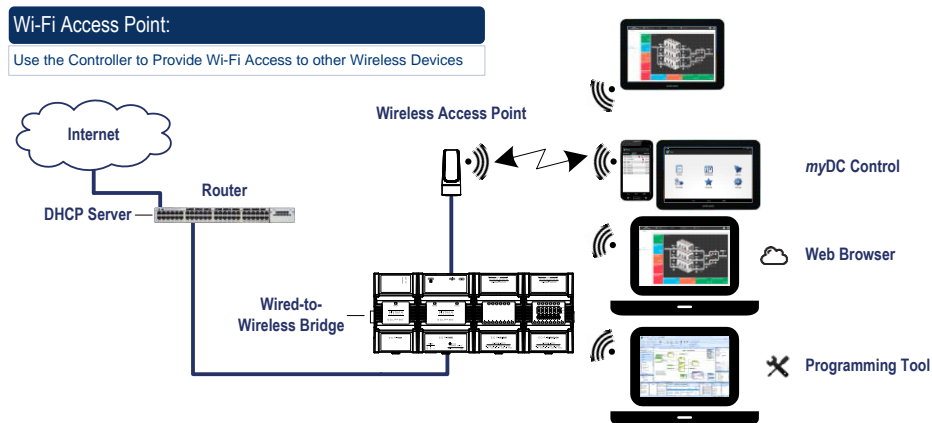 Wi-Fi Access Point:
Use the Controller to Provide Wi-Fi Access to other Wireless Devices
Wireless Access Point
Internet
Router
DHCP Server
myDC Control
Web Browser
Wired-to-
Wireless Bridge
Programming Tool